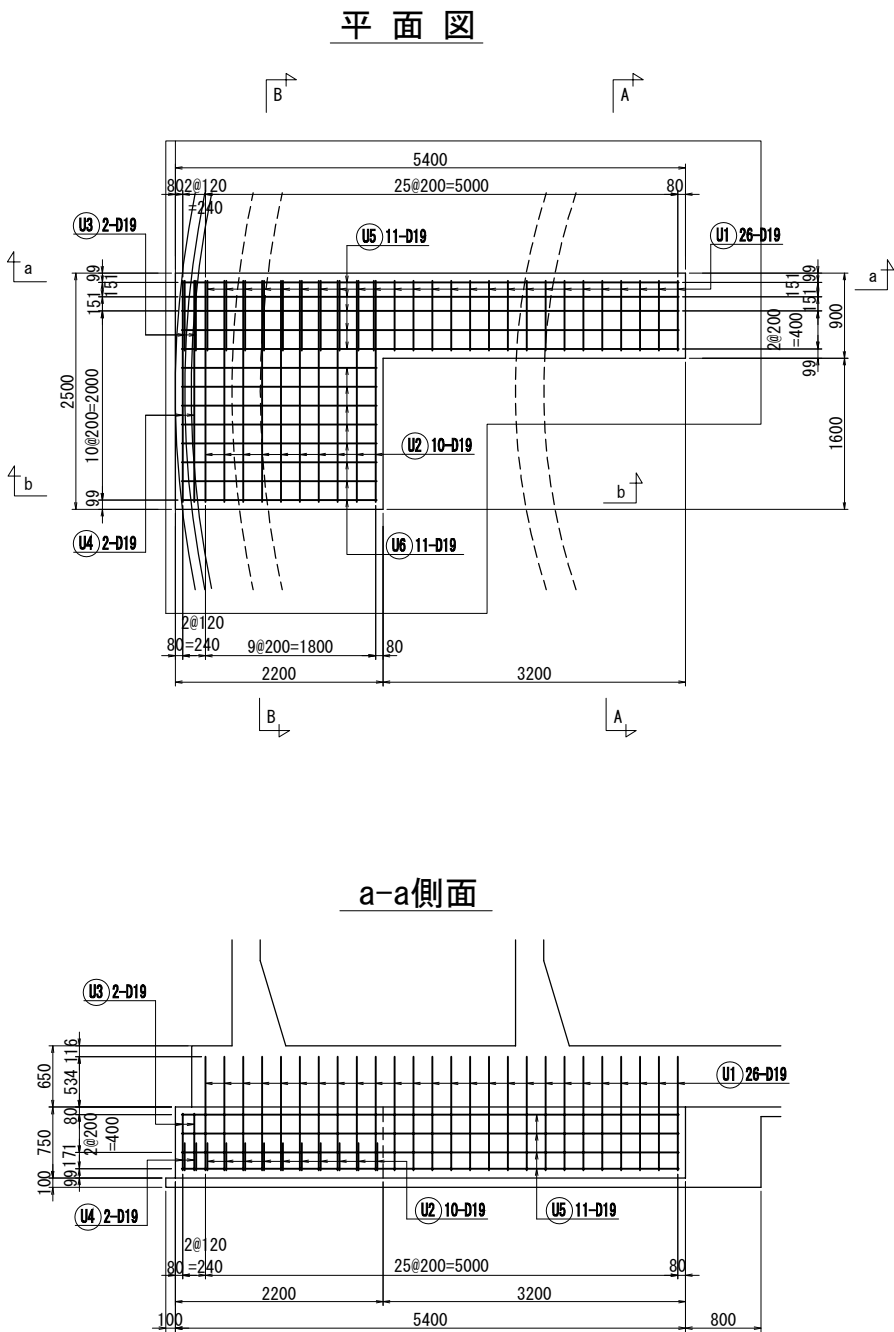 平 面 図
B
A
5400
80
2@120
=240
25@200=5000
80
U3 2-D19
U5 11-D19
U1 26-D19
a
a
99
151
151
99
151
151
2@200
=400
99
900
2500
10@200=2000
99
1600
U2 10-D19
b
b
U4 2-D19
U6 11-D19
2@120
80
=240
9@200=1800
80
2200
3200
B
A
a-a側面
U3 2-D19
U1 26-D19
650
116
534
750
80
2@200
=400
171
99
100
U4 2-D19
U2 10-D19
U5 11-D19
2@120
80
=240
25@200=5000
80
2200
3200
100
5400
800